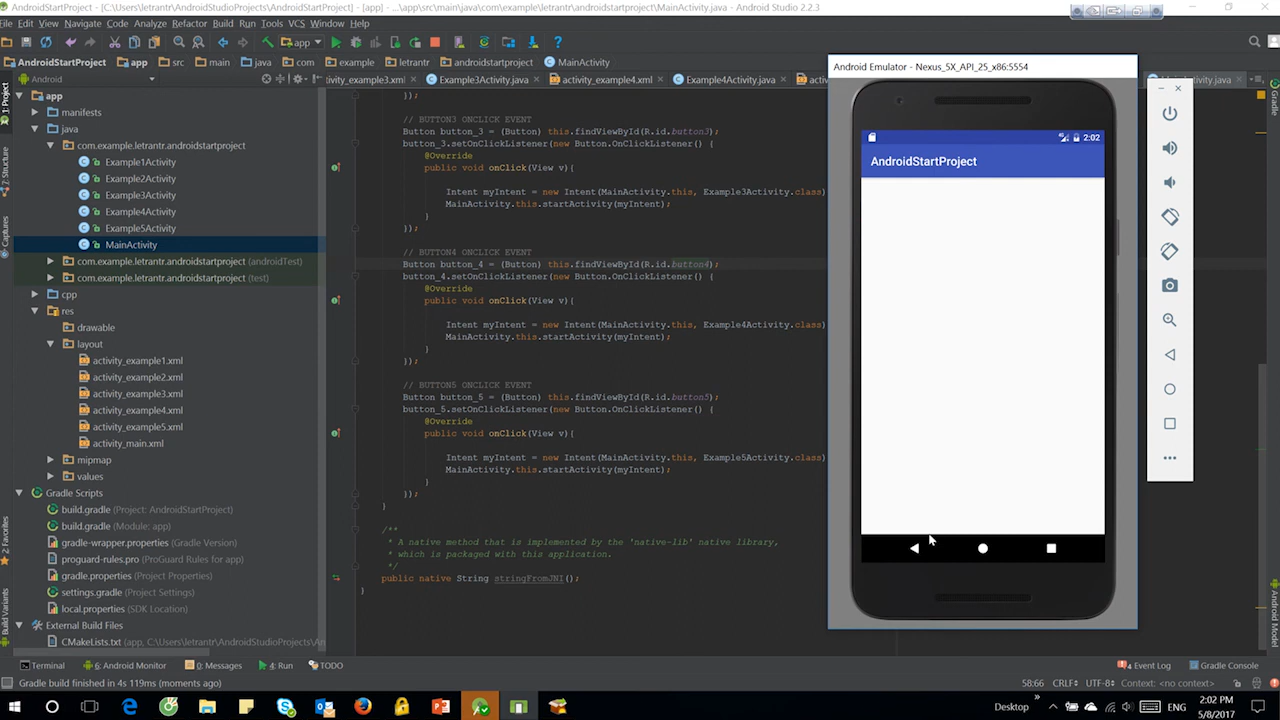 AndroidStartProject - [C:\Users\letrantr\AndroidStudioProjects\AndroidStartProject] - [app] - ...\app\src\main\java\com\example\letrantr\androidstartproject\MainActivity.java - Android Studio 2.2.3
Edit View Navigate Code Analyze Refactor Build Run Tools VCS Window Help
app
AndroidStartProject app src main java com example letrantr androidstartproject MainActivity
Android
activity_example3.xml Example3Activity.java activity_example4.xml Example4Activity.java
app
manifests
java
com.example.letrantr.androidstartproject
Example1Activity
Example2Activity
Example3Activity
Example4Activity
Example5Activity
MainActivity
com.example.letrantr.androidstartproject (androidTest)
com.example.letrantr.androidstartproject (test)
cpp
res
drawable
layout
activity_example1.xml
activity_example2.xml
activity_example3.xml
activity_example4.xml
activity_example5.xml
activity_main.xml
mipmap
values
Gradle Scripts
build.gradle (Project: AndroidStartProject)
build.gradle (Module: app)
gradle-wrapper.properties (Gradle Version)
proguard-rules.pro (ProGuard Rules for app)
gradle.properties (Project Properties)
settings.gradle (Project Settings)
local.properties (SDK Location)
External Build Files
CMakeLists.txt (app, C:\Users\letrantr\AndroidStudioProjects\An
1: Project
Z: Structure
Captures
2: Favorites
Build Variants
});
// BUTTON3 ONCLICK EVENT
Button button_3 = (Button) this.findViewById(R.id.button3);
button_3.setOnClickListener(new Button.OnClickListener() {
@Override
public void onClick(View v){
Intent myIntent = new Intent(MainActivity.this, Example3Activity.class)
MainActivity.this.startActivity(myIntent);
}
});
// BUTTON4 ONCLICK EVENT
Button button_4 = (Button) this.findViewById(R.id.button4);
button_4.setOnClickListener(new Button.OnClickListener() {
@Override
public void onClick(View v){
Intent myIntent = new Intent(MainActivity.this, Example4Activity.class)
MainActivity.this.startActivity(myIntent);
}
});
// BUTTON5 ONCLICK EVENT
Button button_5 = (Button) this.findViewById(R.id.button5);
button_5.setOnClickListener(new Button.OnClickListener() {
@Override
public void onClick(View v){
Intent myIntent = new Intent(MainActivity.this, Example5Activity.class)
MainActivity.this.startActivity(myIntent);
}
});
}
/**
* A native method that is implemented by the 'native-lib' native library,
* which is packaged with this application.
*/
public native String stringFromJNI();
}
Android Emulator - Nexus_5X_API_25_x86:5554
2:02
AndroidStartProject
Gradle
Android Model
Terminal 6: Android Monitor 0: Messages 4: Run TODO
4 Event Log Gradle Console
Gradle build finished in 4s 119ms (moments ago)
58:66 CRLF UTF-8 Context: <no context>
Desktop
ENG
2:02 PM
5/8/2017